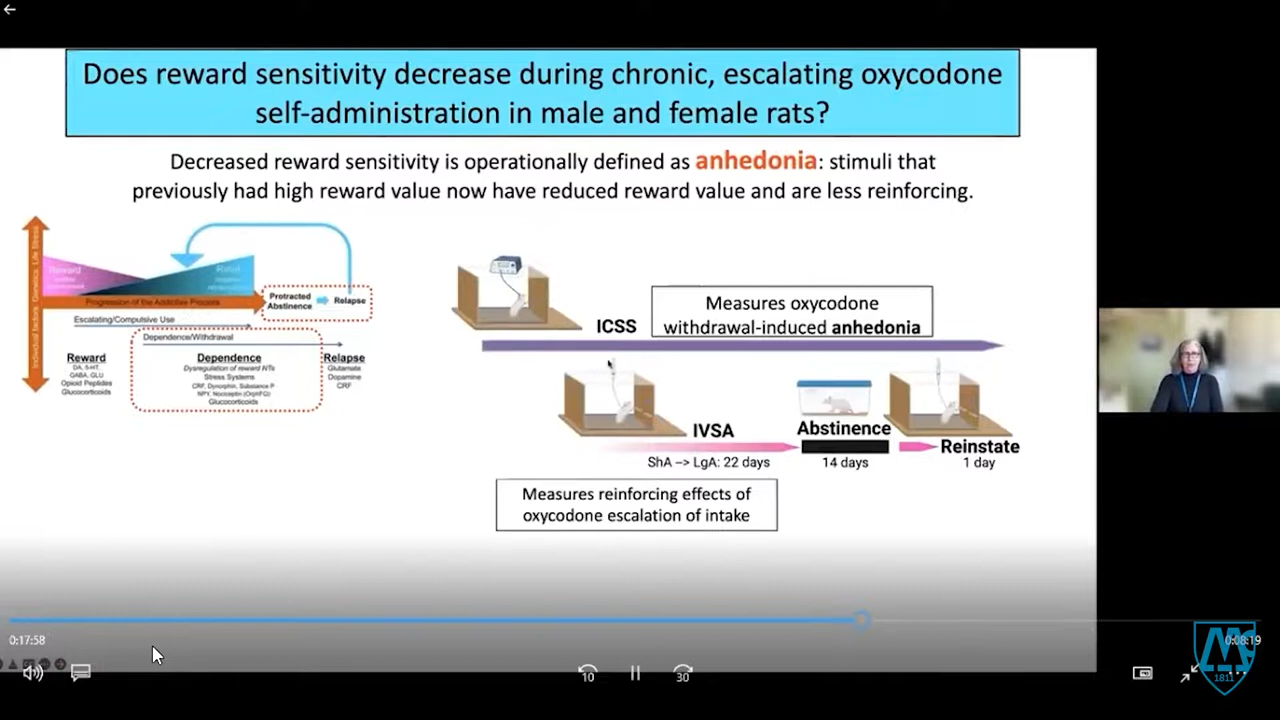 Does reward sensitivity decrease during chronic, escalating oxycodone
self-administration in male and female rats?
Decreased reward sensitivity is operationally defined as anhedonia: stimuli that
previously had high reward value now have reduced reward value and are less reinforcing.
Individual factors: Genetics, Life Stress
Reward
Relief
Progression of the Addictive Process
Protracted
Abstinence
Relapse
Escalating/Compulsive Use
Dependence/Withdrawal
Reward
DA, 5-HT,
GABA, GLU
Opioid Peptides
Glucocorticoids
Dependence
Dysregulation of reward NTs
Stress Systems
CRF, Dynorphin, Substance P
NPY, Nociceptin (OrphFQ)
Glucocorticoids
Relapse
Glutamate
Dopamine
CRF
ICSS
Measures oxycodone
withdrawal-induced anhedonia
IVSA
ShA –> LgA: 22 days
Abstinence
14 days
Reinstate
1 day
Measures reinforcing effects of
oxycodone escalation of intake
0:17:58
0:08:19
10
30
1811